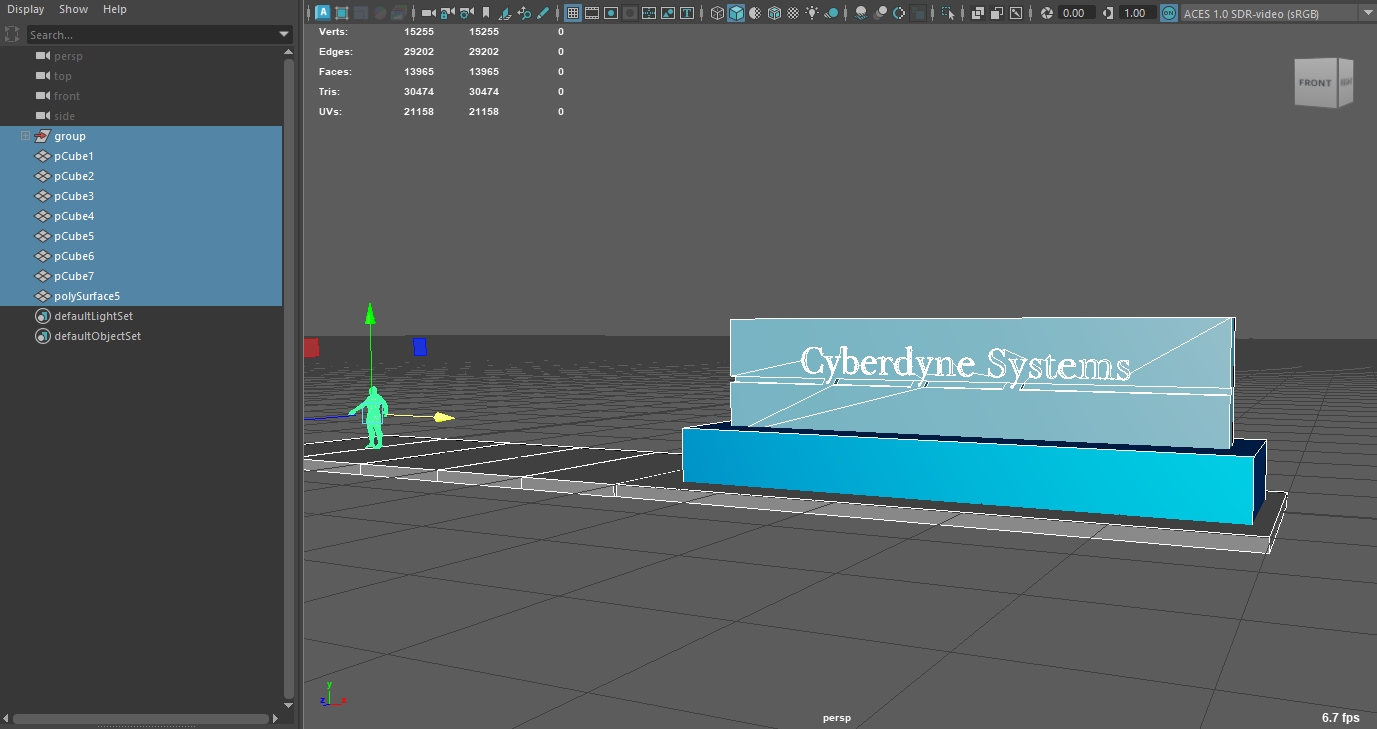 Display Show Help
Search...
persp
top
front
side
group
pCube1
pCube2
pCube3
pCube4
pCube5
pCube6
pCube7
polySurface5
defaultLightSet
defaultObjectSet
A T 0.00 1.00 ON ACES 1.0 SDR-video (sRGB)
Verts: 15255 15255 0
Edges: 29202 29202 0
Faces: 13965 13965 0
Tris: 30474 30474 0
UVs: 21158 21158 0
FRONT
Cyberdyne Systems
y
z x
persp
6.7 fps